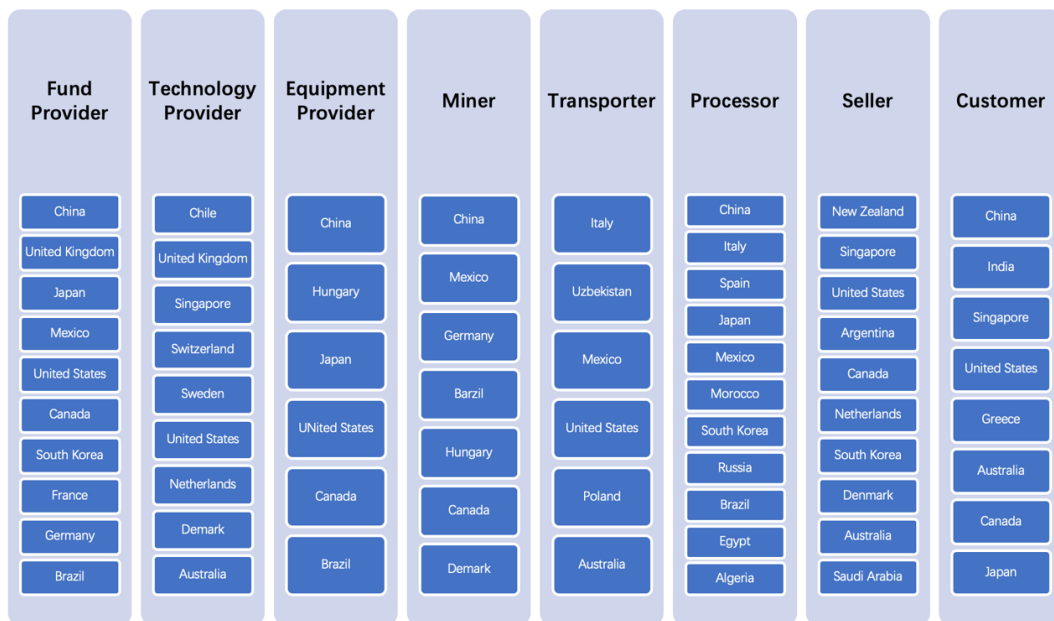 Fund
Provider
China
United Kingdom
Japan
Mexico
United States
Canada
South Korea
France
Germany
Brazil
Technology
Provider
Chile
United Kingdom
Singapore
Switzerland
Sweden
United States
Netherlands
Demark
Australia
Equipment
Provider
China
Hungary
Japan
UNited States
Canada
Brazil
Miner
China
Mexico
Germany
Barzil
Hungary
Canada
Demark
Transporter
Italy
Uzbekistan
Mexico
United States
Poland
Australia
Processor
China
Italy
Spain
Japan
Mexico
Morocco
South Korea
Russia
Brazil
Egypt
Algeria
Seller
New Zealand
Singapore
United States
Argentina
Canada
Netherlands
South Korea
Denmark
Australia
Saudi Arabia
Customer
China
India
Singapore
United States
Greece
Australia
Canada
Japan